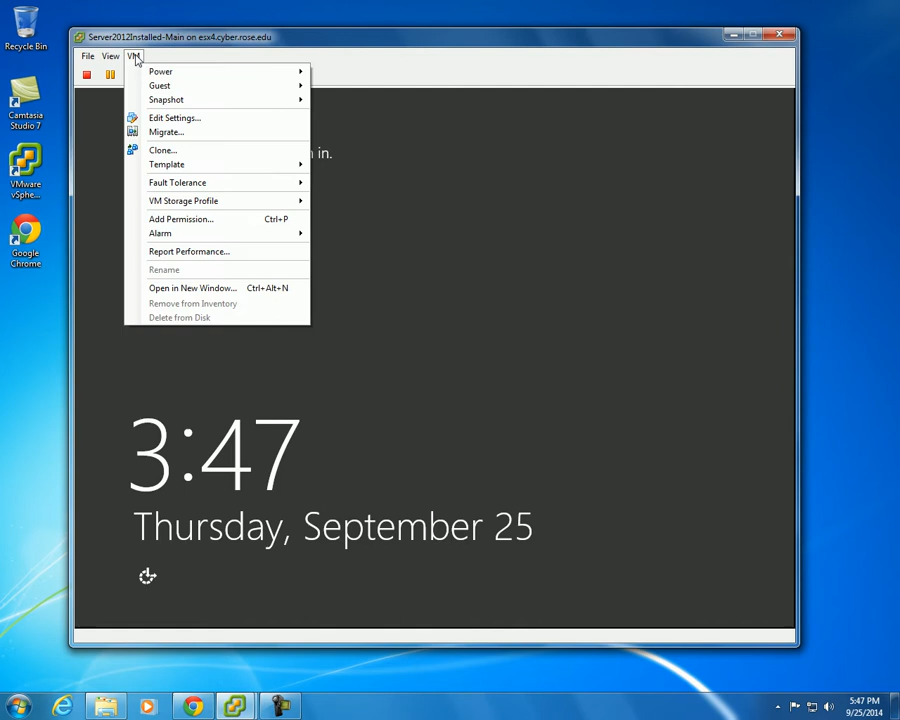 Recycle Bin
Camtasia
Studio 7
VMware
vSphe...
Google
Chrome
Server2012Installed-Main on esx4.cyber.rose.edu
File View VM
Power
Guest
Snapshot
Edit Settings...
Migrate...
Clone...
Template
Fault Tolerance
VM Storage Profile
Add Permission... Ctrl+P
Alarm
Report Performance...
Rename
Open in New Window... Ctrl+Alt+N
Remove from Inventory
Delete from Disk
in.
3:47
Thursday, September 25
5:47 PM
9/25/2014